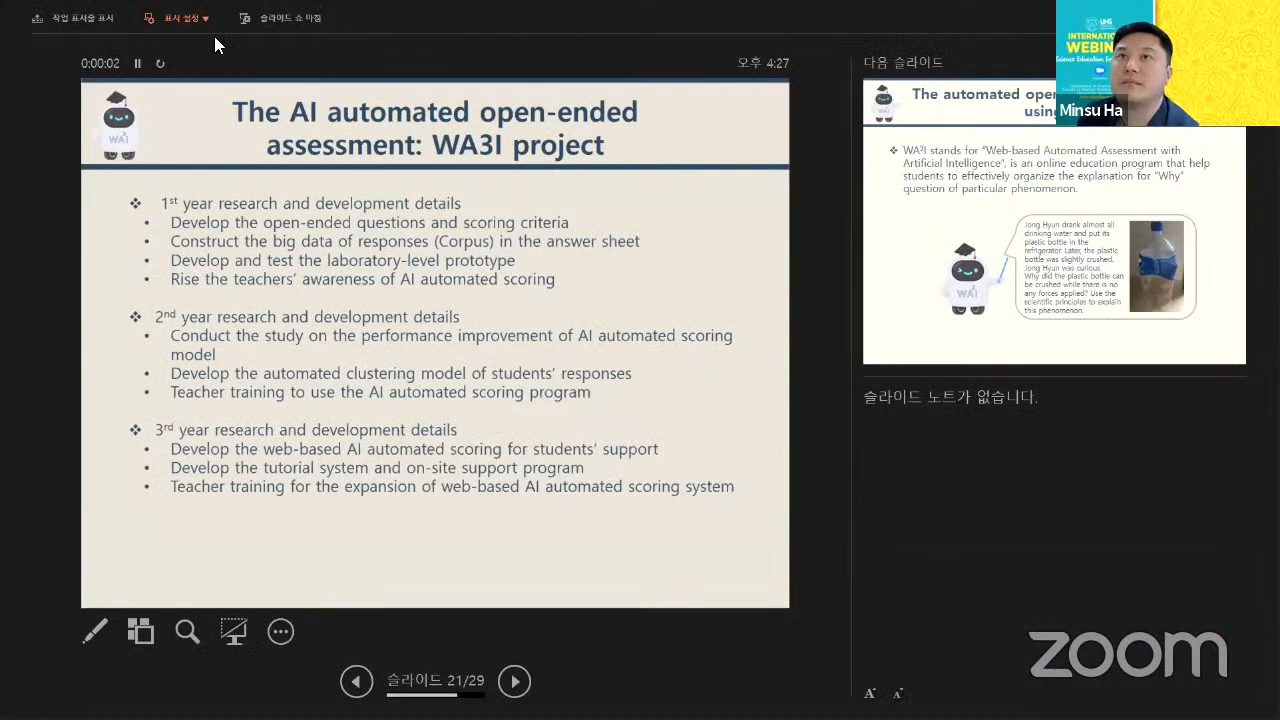 작업 표시줄 표시
표시 설정 ▼
슬라이드 쇼 마침
0:00:02
오후 4:27
The AI automated open-ended
assessment: WA3I project
WA³I
❖ 1st year research and development details
• Develop the open-ended questions and scoring criteria
• Construct the big data of responses (Corpus) in the answer sheet
• Develop and test the laboratory-level prototype
• Rise the teachers' awareness of AI automated scoring
❖ 2nd year research and development details
• Conduct the study on the performance improvement of AI automated scoring
model
• Develop the automated clustering model of students' responses
• Teacher training to use the AI automated scoring program
❖ 3rd year research and development details
• Develop the web-based AI automated scoring for students' support
• Develop the tutorial system and on-site support program
• Teacher training for the expansion of web-based AI automated scoring system
슬라이드 21/29
다음 슬라이드
The automated ope
using
❖ WA³I stands for "Web-based Automated Assessment with
Artificial Intelligence", is an online education program that help
students to effectively organize the explanation for "Why"
question of particular phenomenon.
Jong Hyun drank almost all
drinking water and put its
plastic bottle in the
refrigerator. Later, the plastic
bottle was slightly crushed.
Jong Hyun was curious.
Why did the plastic bottle can
be crushed while there is no
any forces applied? Use the
scientific principles to explain
this phenomenon.
WA³I
슬라이드 노트가 없습니다.
A A
UNS
INTERNATIO
WEBIN
Science Education for
Minsu Ha
zoom